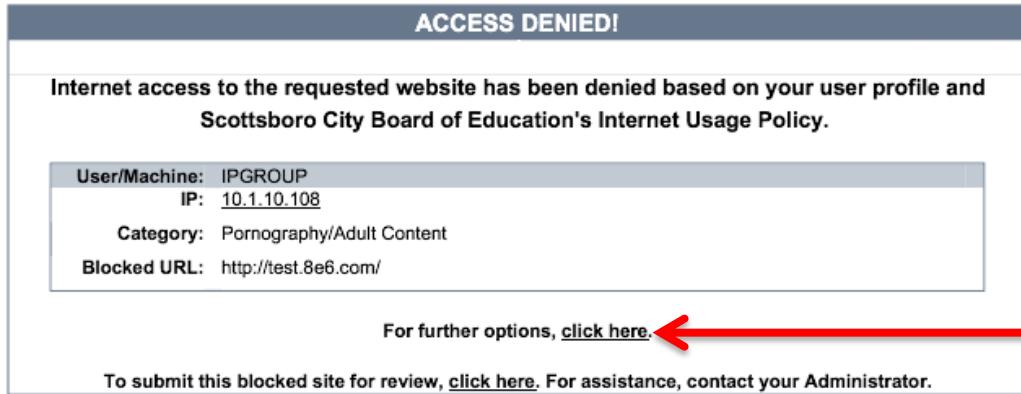 ACCESS DENIED!
Internet access to the requested website has been denied based on your user profile and
Scottsboro City Board of Education's Internet Usage Policy.
User/Machine: IPGROUP
IP: 10.1.10.108
Category: Pornography/Adult Content
Blocked URL: http://test.8e6.com/
For further options, click here.
To submit this blocked site for review, click here. For assistance, contact your Administrator.